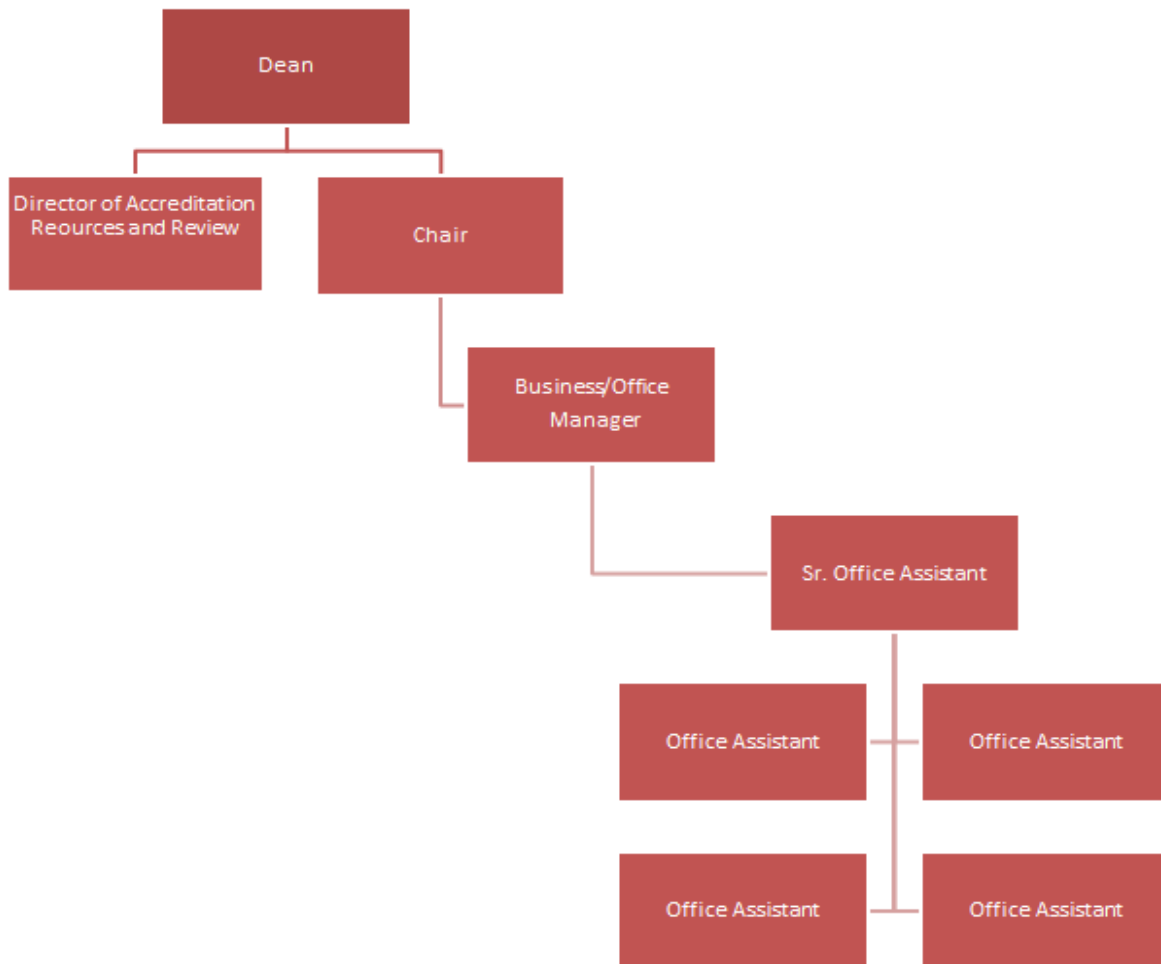 Dean
Director of Accreditation
Reources and Review
Chair
Business/Office
Manager
Sr. Office Assistant
Office Assistant
Office Assistant
Office Assistant
Office Assistant